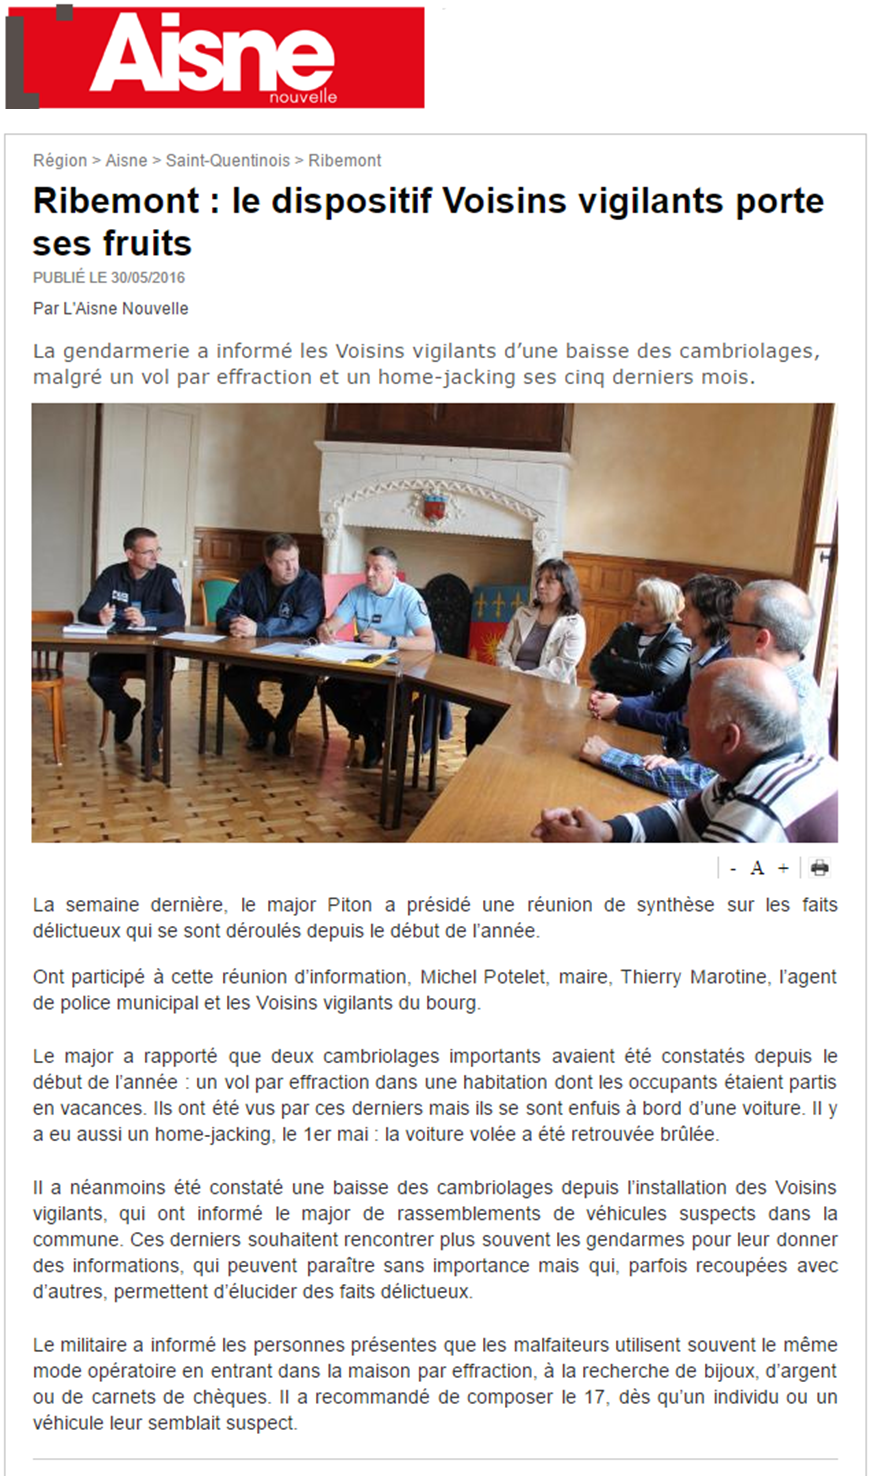 L'Aisne
nouvelle
Région > Aisne > Saint-Quentinois > Ribemont
Ribemont : le dispositif Voisins vigilants porte
ses fruits
PUBLIÉ LE 30/05/2016
Par L'Aisne Nouvelle
La gendarmerie a informé les Voisins vigilants d’une baisse des cambriolages,
malgré un vol par effraction et un home-jacking ses cinq derniers mois.
- A +
La semaine dernière, le major Piton a présidé une réunion de synthèse sur les faits
délictueux qui se sont déroulés depuis le début de l’année.
Ont participé à cette réunion d’information, Michel Potelet, maire, Thierry Marotine, l’agent
de police municipal et les Voisins vigilants du bourg.
Le major a rapporté que deux cambriolages importants avaient été constatés depuis le
début de l’année : un vol par effraction dans une habitation dont les occupants étaient partis
en vacances. Ils ont été vus par ces derniers mais ils se sont enfuis à bord d’une voiture. Il y
a eu aussi un home-jacking, le 1er mai : la voiture volée a été retrouvée brûlée.
Il a néanmoins été constaté une baisse des cambriolages depuis l’installation des Voisins
vigilants, qui ont informé le major de rassemblements de véhicules suspects dans la
commune. Ces derniers souhaitent rencontrer plus souvent les gendarmes pour leur donner
des informations, qui peuvent paraître sans importance mais qui, parfois recoupées avec
d’autres, permettent d’élucider des faits délictueux.
Le militaire a informé les personnes présentes que les malfaiteurs utilisent souvent le même
mode opératoire en entrant dans la maison par effraction, à la recherche de bijoux, d’argent
ou de carnets de chèques. Il a recommandé de composer le 17, dès qu’un individu ou un
véhicule leur semblait suspect.